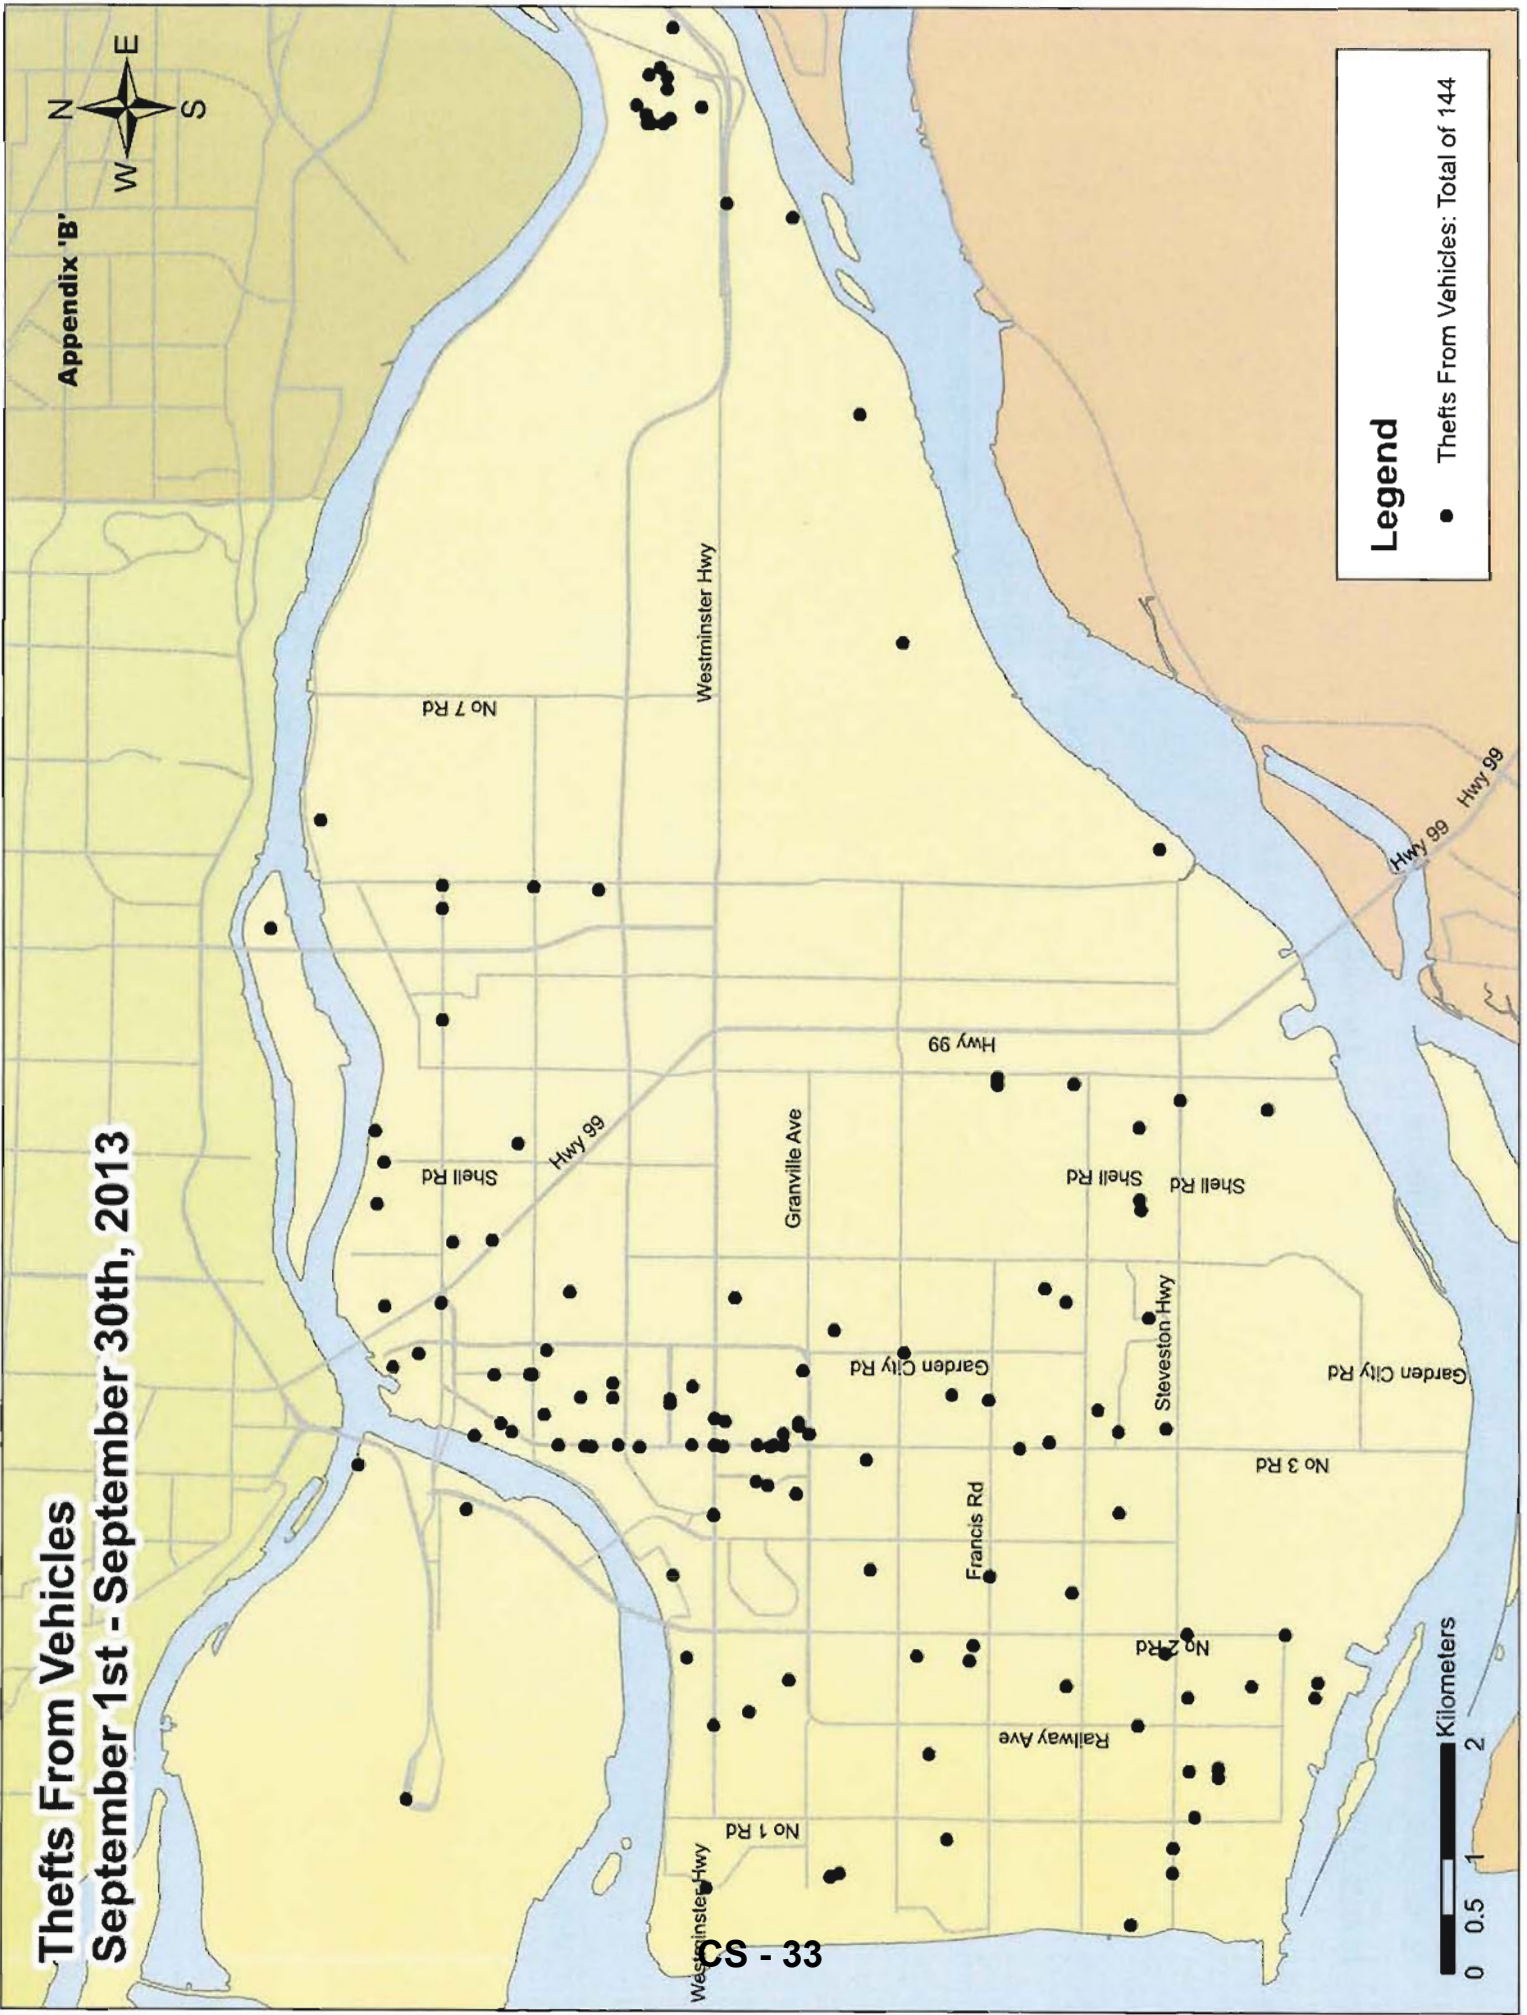 Thefts From Vehicles
September 1st - September 30th, 2013
Appendix 'B'
N
W
E
S
No 7 Rd
Westminster Hwy
Shell Rd
Hwy 99
Granville Ave
Hwy 99
Garden City Rd
Francis Rd
Shell Rd
Shell Rd
Steveston Hwy
Garden City Rd
No 3 Rd
No 2 Rd
Railway Ave
No 1 Rd
Westminster Hwy
Hwy 99
Hwy 99
Legend
Thefts From Vehicles: Total of 144
0 0.5 1 2
Kilometers
CS - 33